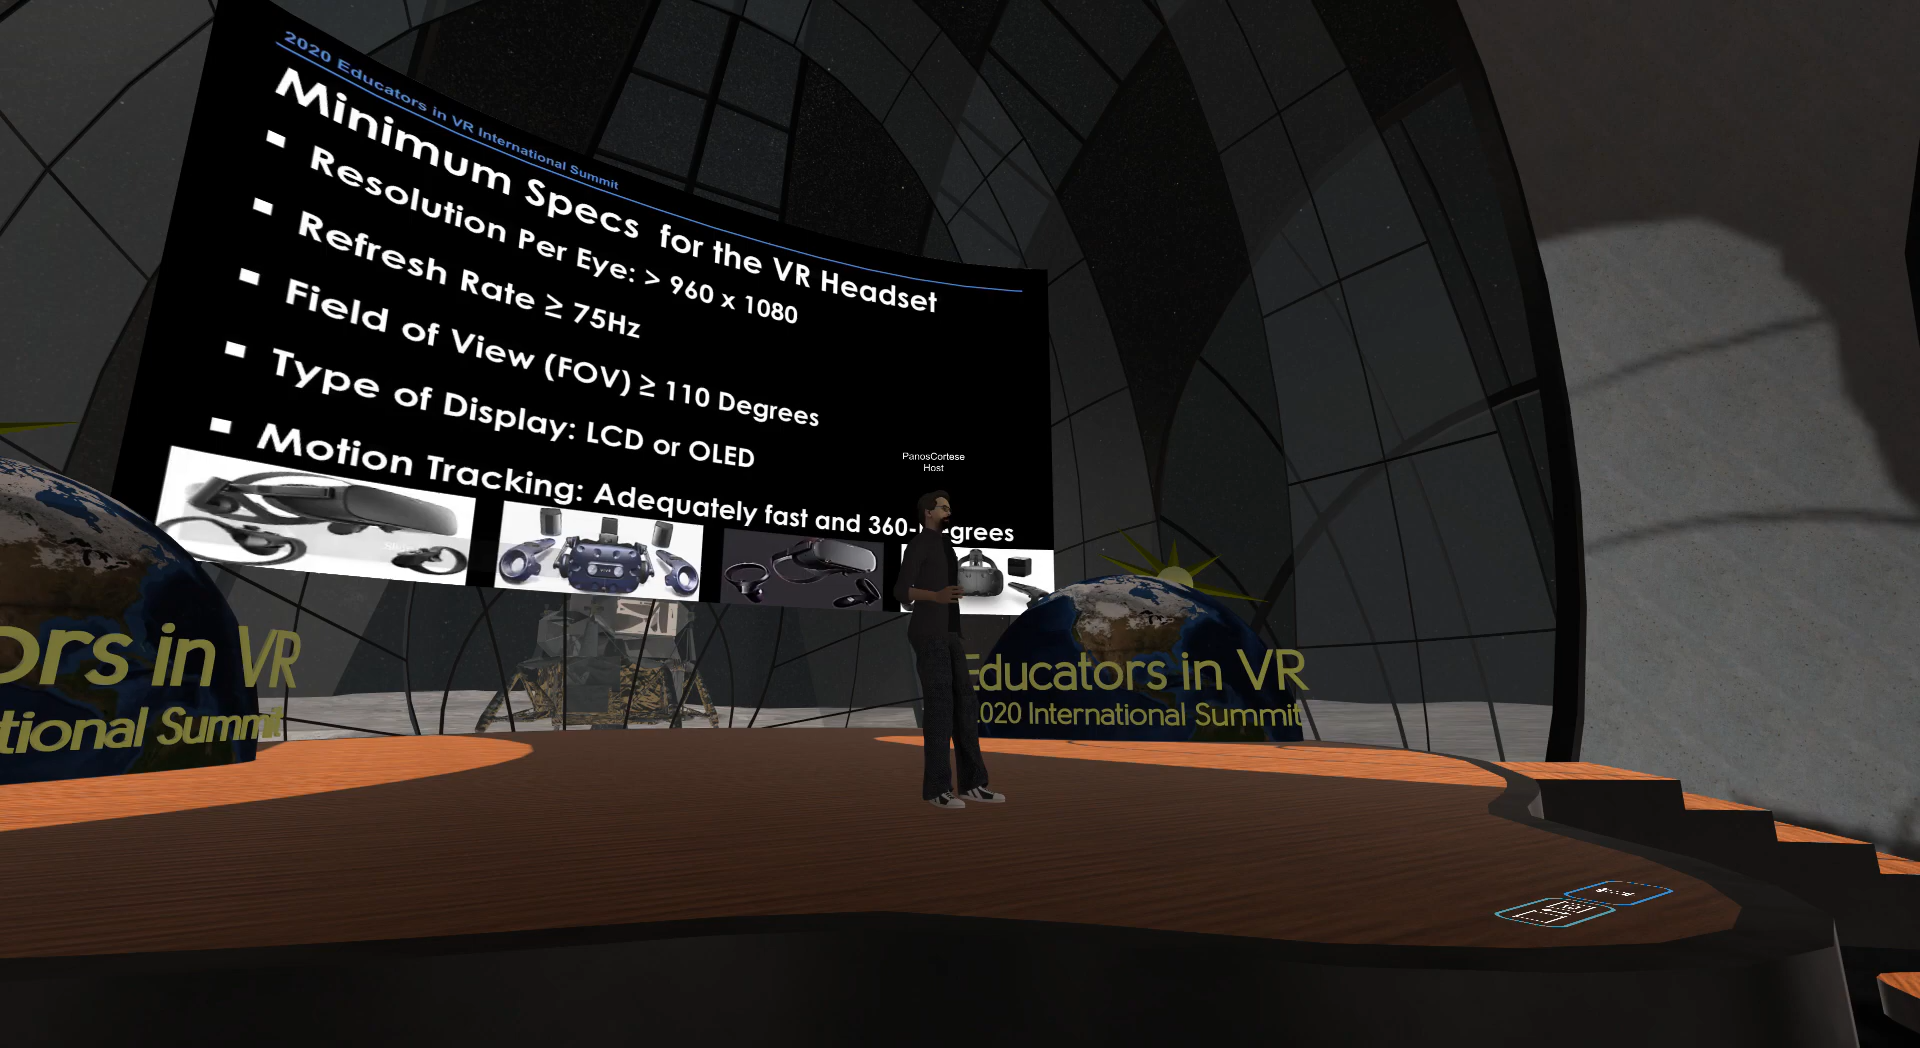 2020 Educators in VR International Summit
Minimum Specs for the VR Headset
▪ Resolution Per Eye: > 960 x 1080
▪ Refresh Rate ≥ 75Hz
▪ Field of View (FOV) ≥ 110 Degrees
▪ Type of Display: LCD or OLED
▪ Motion Tracking: Adequately fast and 360- grees
PanosCortese
Host
ors in VR
tional Summit
Educators in VR
2020 International Summit